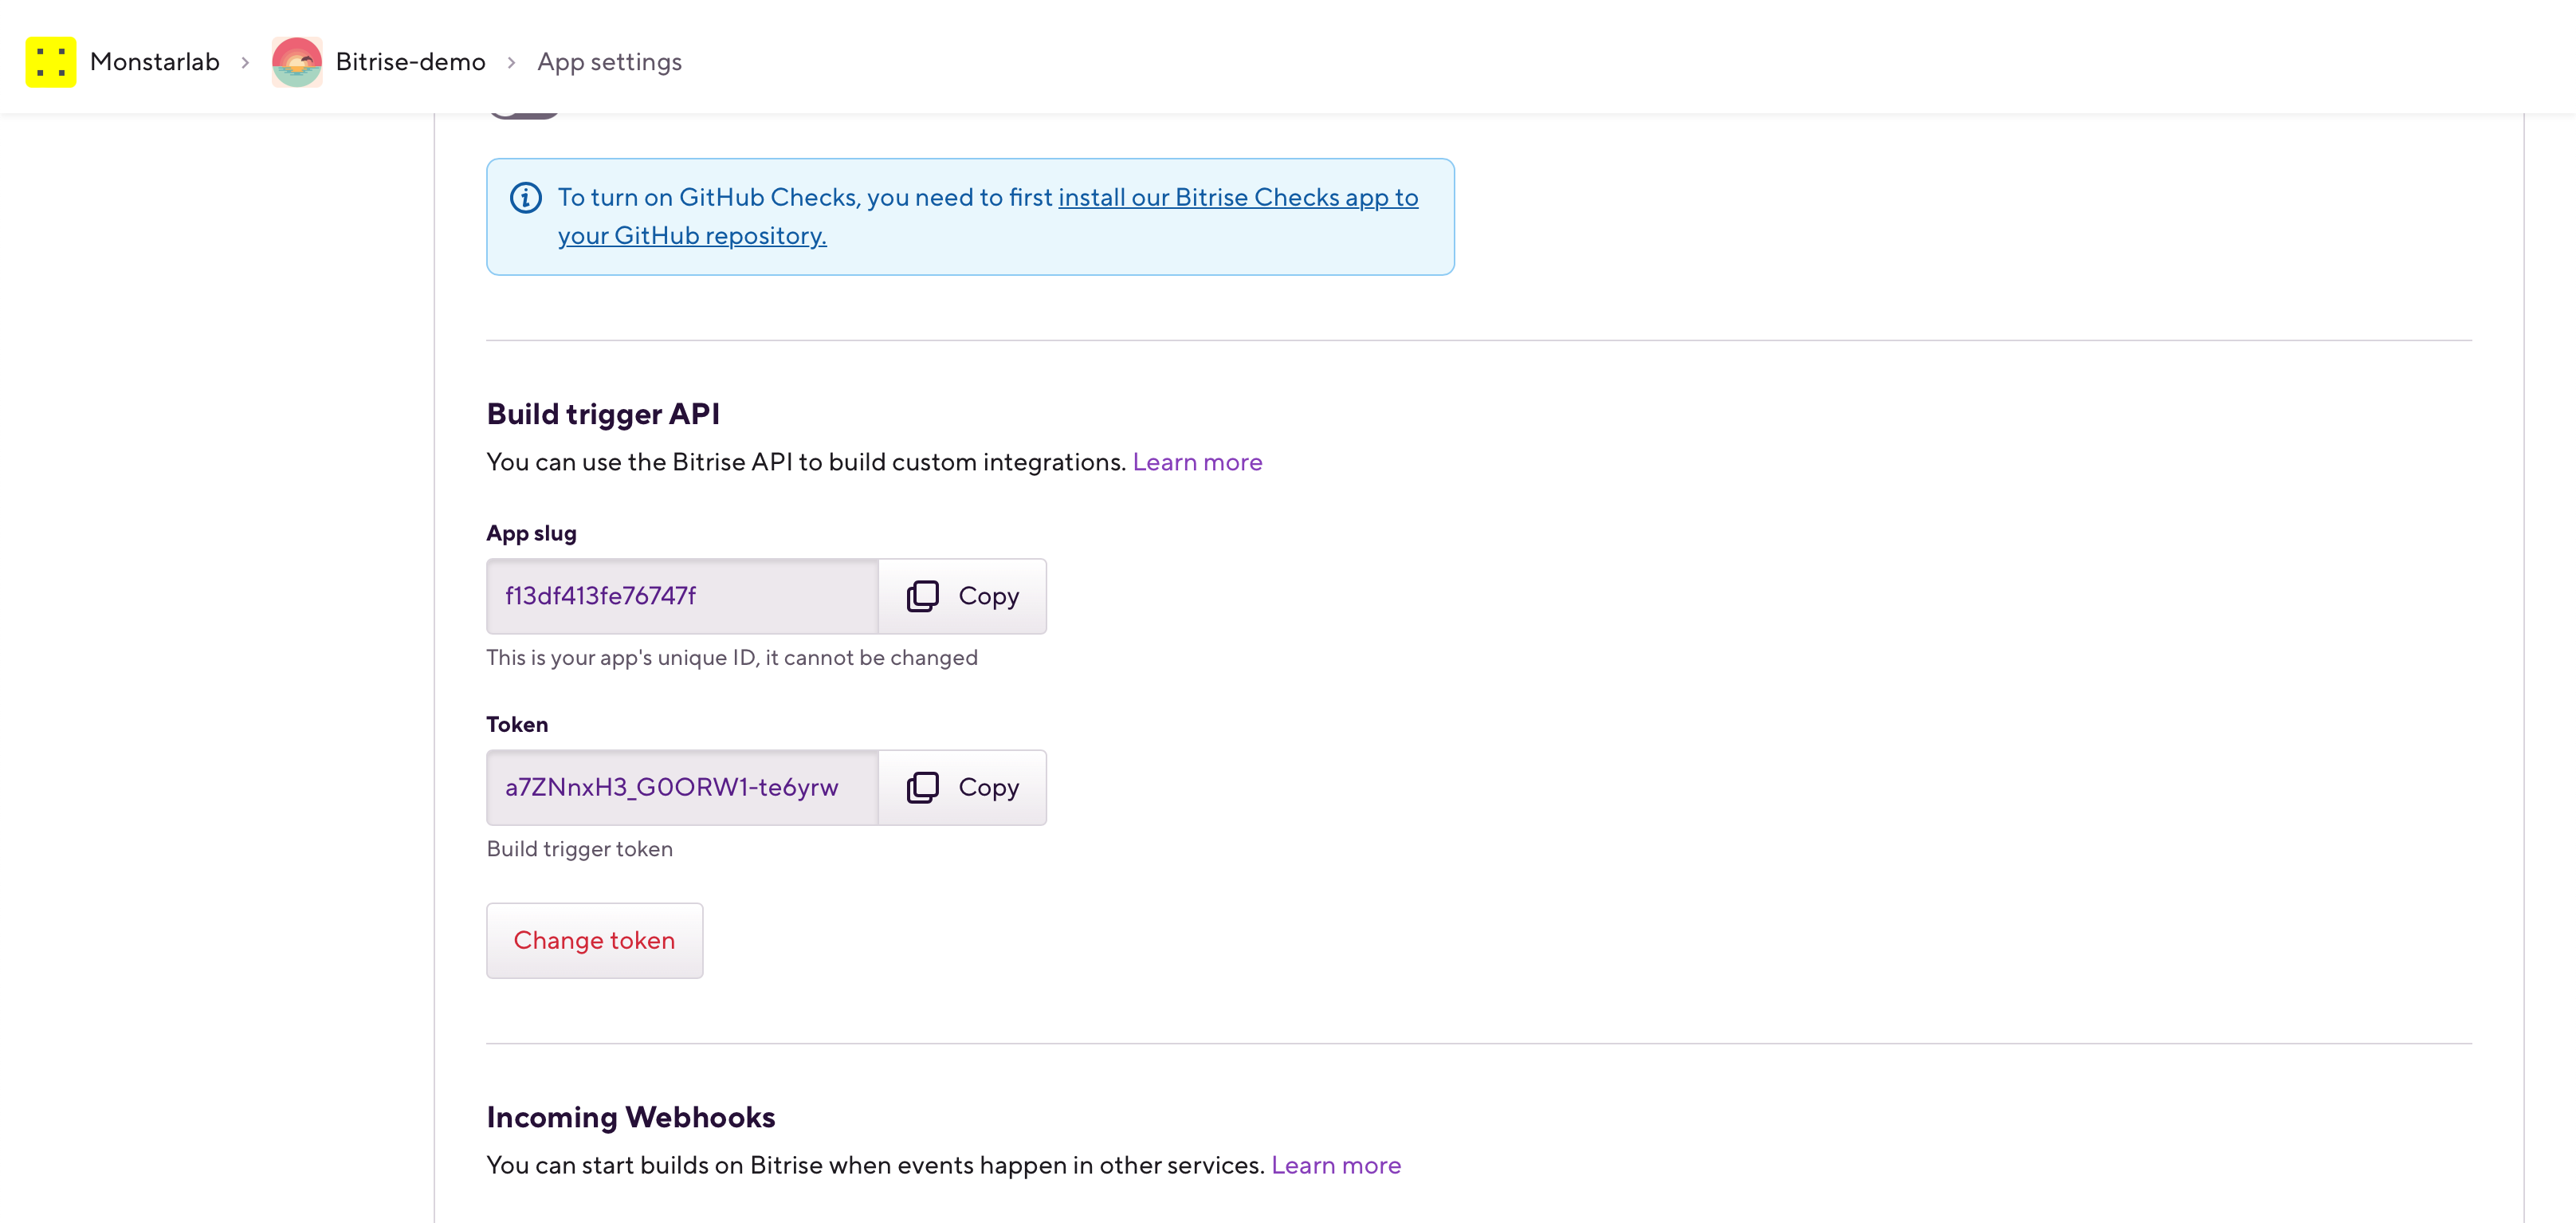 Monstarlab > Bitrise-demo > App settings
To turn on GitHub Checks, you need to first install our Bitrise Checks app to
your GitHub repository.
Build trigger API
You can use the Bitrise API to build custom integrations. Learn more
App slug
f13df413fe76747f Copy
This is your app's unique ID, it cannot be changed
Token
a7ZNnxH3_G0ORW1-te6yrw Copy
Build trigger token
Change token
Incoming Webhooks
You can start builds on Bitrise when events happen in other services. Learn more